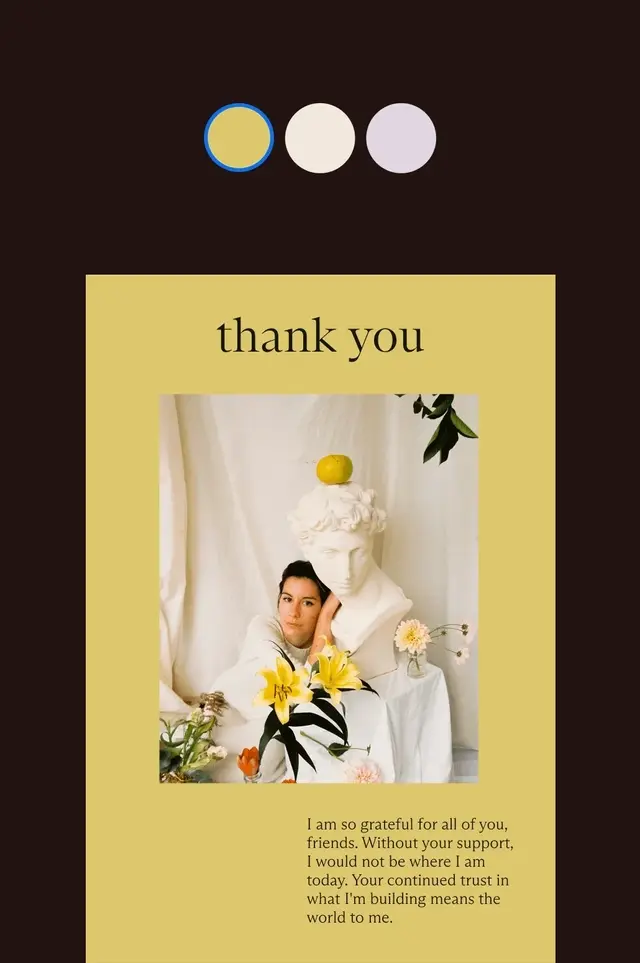 thank you
I am so grateful for all of you,
friends. Without your support,
I would not be where I am
today. Your continued trust in
what I'm building means the
world to me.